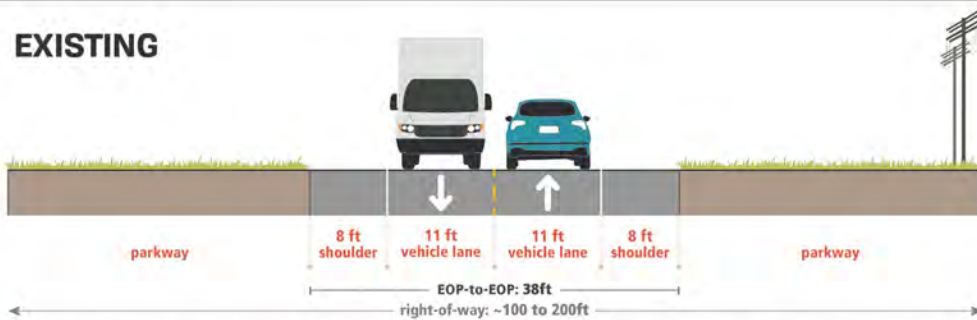 EXISTING
parkway
8 ft
shoulder
11 ft
vehicle lane
11 ft
vehicle lane
8 ft
shoulder
parkway
EOP-to-EOP: 38ft
right-of-way: ~100 to 200ft